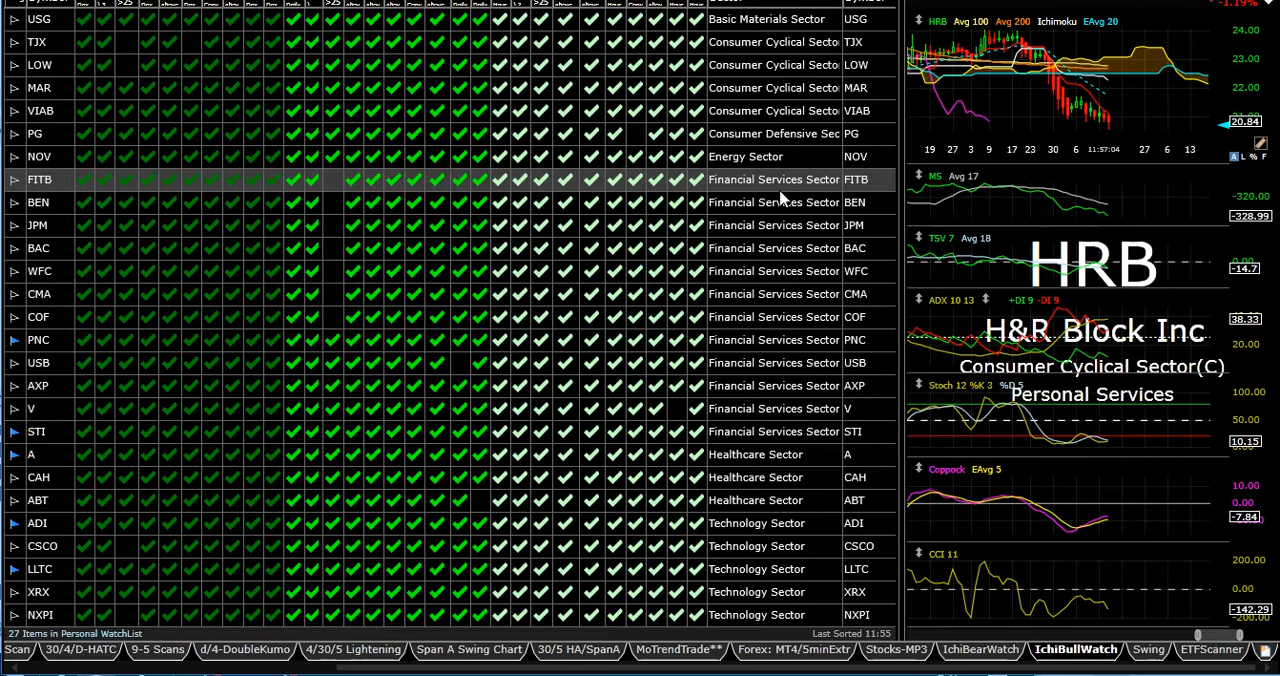 >25 >25 >25
USG Basic Materials Sector USG
TJX Consumer Cyclical Secto TJX
LOW Consumer Cyclical Secto LOW
MAR Consumer Cyclical Secto MAR
VIAB Consumer Cyclical Secto VIAB
PG Consumer Defensive Sec PG
NOV Energy Sector NOV
FITB Financial Services Sector FITB
BEN Financial Services Sector BEN
JPM Financial Services Sector JPM
BAC Financial Services Sector BAC
WFC Financial Services Sector WFC
CMA Financial Services Sector CMA
COF Financial Services Sector COF
PNC Financial Services Sector PNC
USB Financial Services Sector USB
AXP Financial Services Sector AXP
V Financial Services Sector V
STI Financial Services Sector STI
A Healthcare Sector A
CAH Healthcare Sector CAH
ABT Healthcare Sector ABT
ADI Technology Sector ADI
CSCO Technology Sector CSCO
LLTC Technology Sector LLTC
XRX Technology Sector XRX
NXPI Technology Sector NXPI
27 Items in Personal WatchList Last Sorted 11:55
-1.19%
HRB Avg 100 Avg 200 Ichimoku EAvg 20
24.00
23.00
22.00
20.84
19 27 3 9 17 23 30 6 11:57:04 27 6 13
A L % F
MS Avg 17
-320.00
-328.99
TSV 7 Avg 18
-14.7
HRB
ADX 10 13 +DI 9 -DI 9
38.33
20.00
H&R Block Inc
Consumer Cyclical Sector(C)
Personal Services
Stoch 12 %K 3 %D 5
100.00
50.00
10.15
Coppock EAvg 5
10.00
0.00
-7.84
CCI 11
200.00
0.00
-142.29
-200.00
Scan 30/4/D-HATC 9-5 Scans d/4-DoubleKumo 4/30/5 Lightening Span A Swing Chart 30/5 HA/SpanA MoTrendTrade** Forex: MT4/5minExtr Stocks-MP3 IchiBearWatch IchiBullWatch Swing ETFScanner